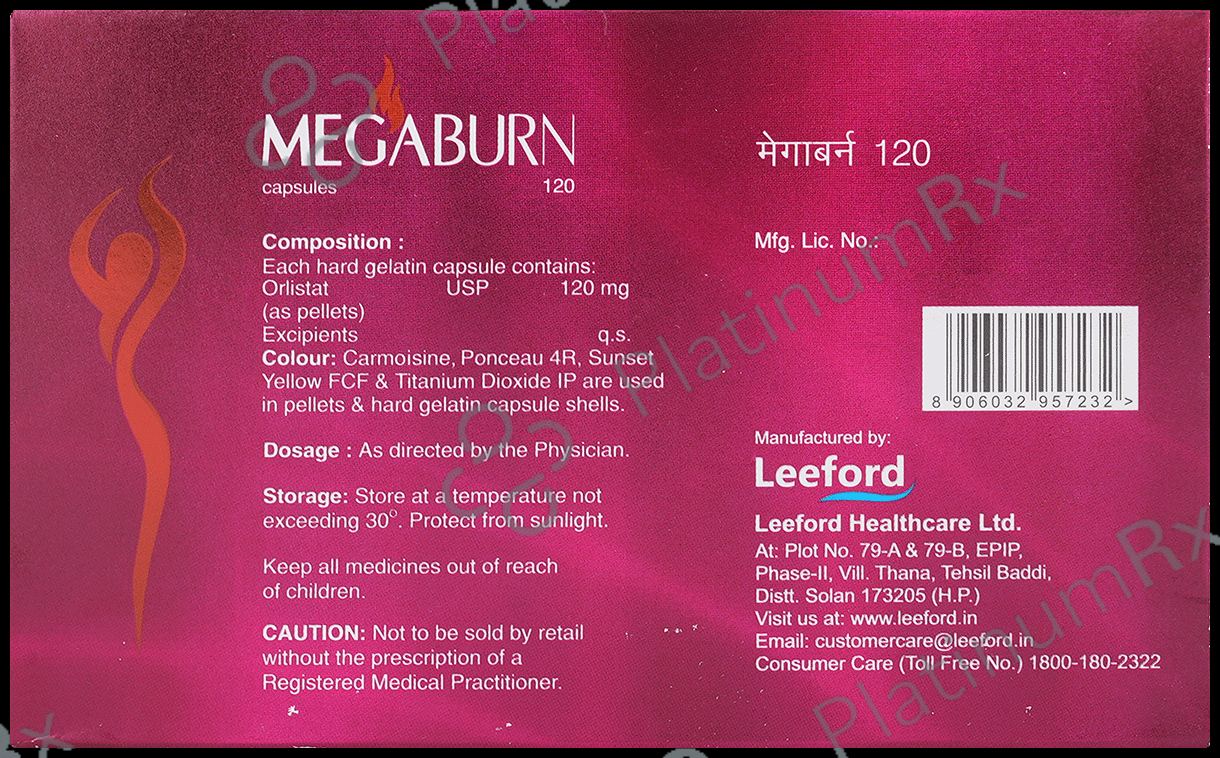 MEGABURN
capsules 120
Composition :
Each hard gelatin capsule contains:
Orlistat USP 120 mg
(as pellets)
Excipients q.s.
Colour: Carmoisine, Ponceau 4R, Sunset
Yellow FCF & Titanium Dioxide IP are used
in pellets & hard gelatin capsule shells.
Dosage : As directed by the Physician.
Storage: Store at a temperature not
exceeding 30°. Protect from sunlight.
Keep all medicines out of reach
of children.
CAUTION: Not to be sold by retail
without the prescription of a
Registered Medical Practitioner.
मेगाबर्न 120
Mfg. Lic. No.:
8 906032 957232 >
Manufactured by:
Leeford
Leeford Healthcare Ltd.
At: Plot No. 79-A & 79-B, EPIP,
Phase-II, Vill. Thana, Tehsil Baddi,
Distt. Solan 173205 (H.P.)
Visit us at: www.leeford.in
Email: customercare@leeford.in
Consumer Care (Toll Free No.) 1800-180-2322
PlatinumRx
PlatinumRx
PlatinumRx